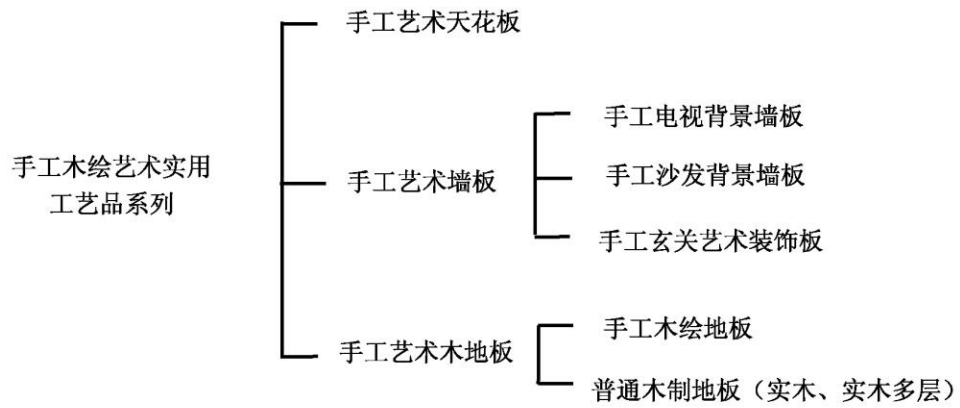 手工艺术天花板
手工电视背景墙板
手工木绘艺术实用
工艺品系列
手工艺术墙板
手工沙发背景墙板
手工玄关艺术装饰板
手工木绘地板
手工艺术木地板
普通木制地板（实木、实木多层）